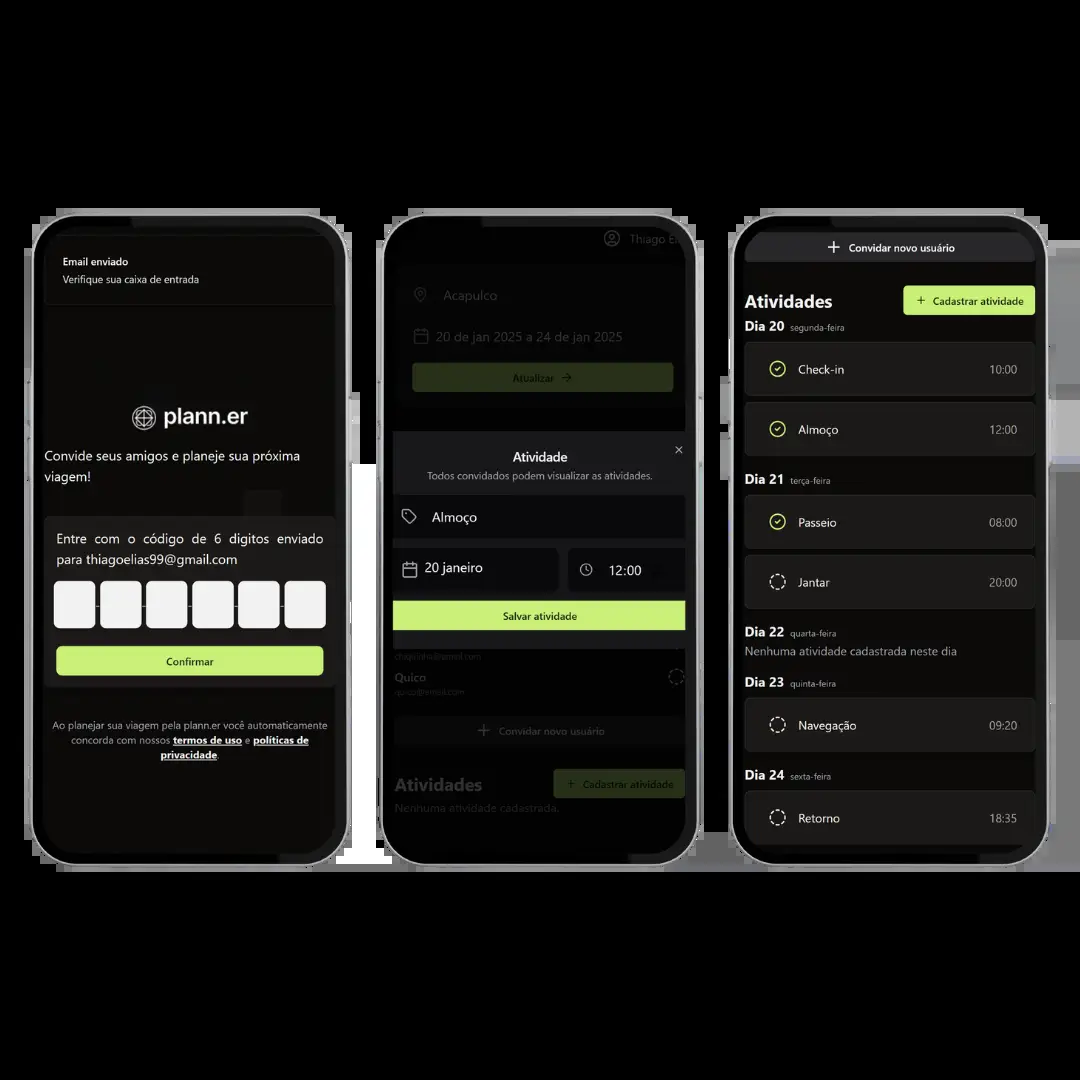 Email enviado
Verifique sua caixa de entrada
plann.er
Convide seus amigos e planeje sua próxima
viagem!
Entre com o código de 6 digitos enviado
para thiagoelias99@gmail.com
Confirmar
Ao planejar sua viagem pela plann.er você automaticamente
concorda com nossos termos de uso e políticas de
privacidade.
Thiago
Acapulco
20 de jan 2025 a 24 de jan 2025
Atualizar
Atividade
Todos convidados podem visualizar as atividades.
Almoço
20 janeiro
12:00
Salvar atividade
Quico
quico@email.com
Convidar novo usuário
Atividades
Cadastrar atividade
Nenhuma atividade cadastrada.
Convidar novo usuário
Atividades
Cadastrar atividade
Dia 20 segunda-feira
Check-in 10:00
Almoço 12:00
Dia 21 terça-feira
Passeio 08:00
Jantar 20:00
Dia 22 quarta-feira
Nenhuma atividade cadastrada neste dia
Dia 23 quinta-feira
Navegação 09:20
Dia 24 sexta-feira
Retorno 18:35